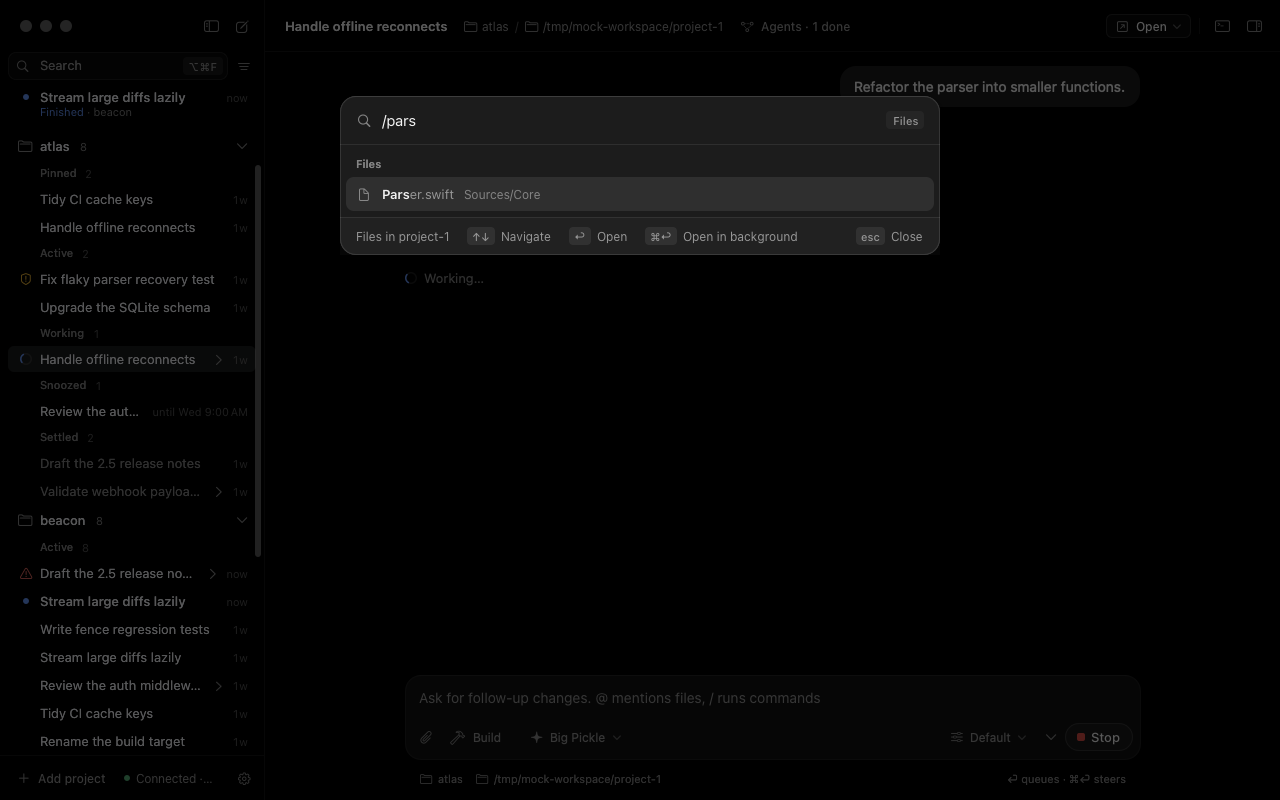 Handle offline reconnects atlas / /tmp/mock-workspace/project-1 Agents · 1 done Open
Search ⌥⌘F
Stream large diffs lazily now
Finished · beacon
atlas 8
Pinned 2
Tidy CI cache keys 1w
Handle offline reconnects 1w
Active 2
Fix flaky parser recovery test 1w
Upgrade the SQLite schema 1w
Working 1
Handle offline reconnects 1w
Snoozed 1
Review the aut... until Wed 9:00 AM
Settled 2
Draft the 2.5 release notes 1w
Validate webhook payloa... 1w
beacon 8
Active 8
Draft the 2.5 release no... now
Stream large diffs lazily now
Write fence regression tests 1w
Stream large diffs lazily 1w
Review the auth middlew... 1w
Tidy CI cache keys 1w
Rename the build target 1w
Add project Connected ·...
Refactor the parser into smaller functions.
/pars Files
Files
Parser.swift Sources/Core
Files in project-1 ↑↓ Navigate ↩ Open ⌘↩ Open in background esc Close
Working...
Ask for follow-up changes. @ mentions files, / runs commands
Build Big Pickle Default Stop
atlas /tmp/mock-workspace/project-1 ↩ queues · ⌘↩ steers